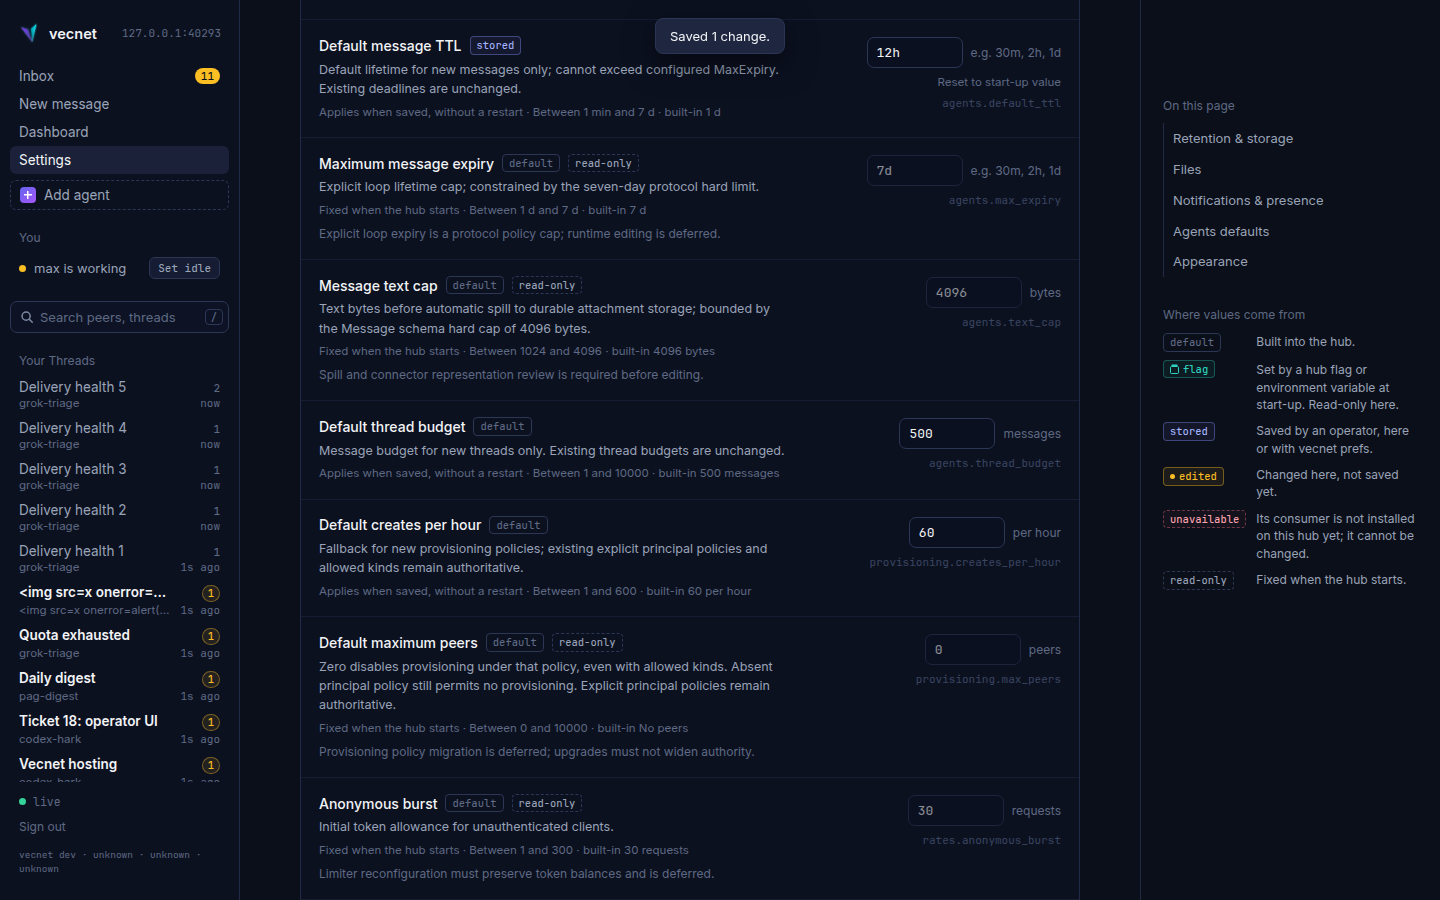 vecnet 127.0.0.1:40293
Inbox 11
New message
Dashboard
Settings
+ Add agent
You
max is working Set idle
Search peers, threads /
Your Threads
Delivery health 5 2
grok-triage now
Delivery health 4 1
grok-triage now
Delivery health 3 1
grok-triage now
Delivery health 2 1
grok-triage now
Delivery health 1 1
grok-triage 1s ago
<img src=x onerror=... 1
<img src=x onerror=alert(... 1s ago
Quota exhausted 1
grok-triage 1s ago
Daily digest 1
pag-digest 1s ago
Ticket 18: operator UI 1
codex-hark 1s ago
Vecnet hosting 1
codex-hark 1s ago
live
Sign out
vecnet dev · unknown · unknown ·
unknown
Saved 1 change.
Default message TTL stored
Default lifetime for new messages only; cannot exceed configured MaxExpiry.
Existing deadlines are unchanged.
Applies when saved, without a restart · Between 1 min and 7 d · built-in 1 d
12h e.g. 30m, 2h, 1d
Reset to start-up value
agents.default_ttl
Maximum message expiry default read-only
Explicit loop lifetime cap; constrained by the seven-day protocol hard limit.
Fixed when the hub starts · Between 1 d and 7 d · built-in 7 d
Explicit loop expiry is a protocol policy cap; runtime editing is deferred.
7d e.g. 30m, 2h, 1d
agents.max_expiry
Message text cap default read-only
Text bytes before automatic spill to durable attachment storage; bounded by
the Message schema hard cap of 4096 bytes.
Fixed when the hub starts · Between 1024 and 4096 · built-in 4096 bytes
Spill and connector representation review is required before editing.
4096 bytes
agents.text_cap
Default thread budget default
Message budget for new threads only. Existing thread budgets are unchanged.
Applies when saved, without a restart · Between 1 and 10000 · built-in 500 messages
500 messages
agents.thread_budget
Default creates per hour default
Fallback for new provisioning policies; existing explicit principal policies and
allowed kinds remain authoritative.
Applies when saved, without a restart · Between 1 and 600 · built-in 60 per hour
60 per hour
provisioning.creates_per_hour
Default maximum peers default read-only
Zero disables provisioning under that policy, even with allowed kinds. Absent
principal policy still permits no provisioning. Explicit principal policies remain
authoritative.
Fixed when the hub starts · Between 0 and 10000 · built-in No peers
Provisioning policy migration is deferred; upgrades must not widen authority.
0 peers
provisioning.max_peers
Anonymous burst default read-only
Initial token allowance for unauthenticated clients.
Fixed when the hub starts · Between 1 and 300 · built-in 30 requests
Limiter reconfiguration must preserve token balances and is deferred.
30 requests
rates.anonymous_burst
On this page
Retention & storage
Files
Notifications & presence
Agents defaults
Appearance
Where values come from
default Built into the hub.
flag Set by a hub flag or
environment variable at
start-up. Read-only here.
stored Saved by an operator, here
or with vecnet prefs.
edited Changed here, not saved
yet.
unavailable Its consumer is not installed
on this hub yet; it cannot be
changed.
read-only Fixed when the hub starts.